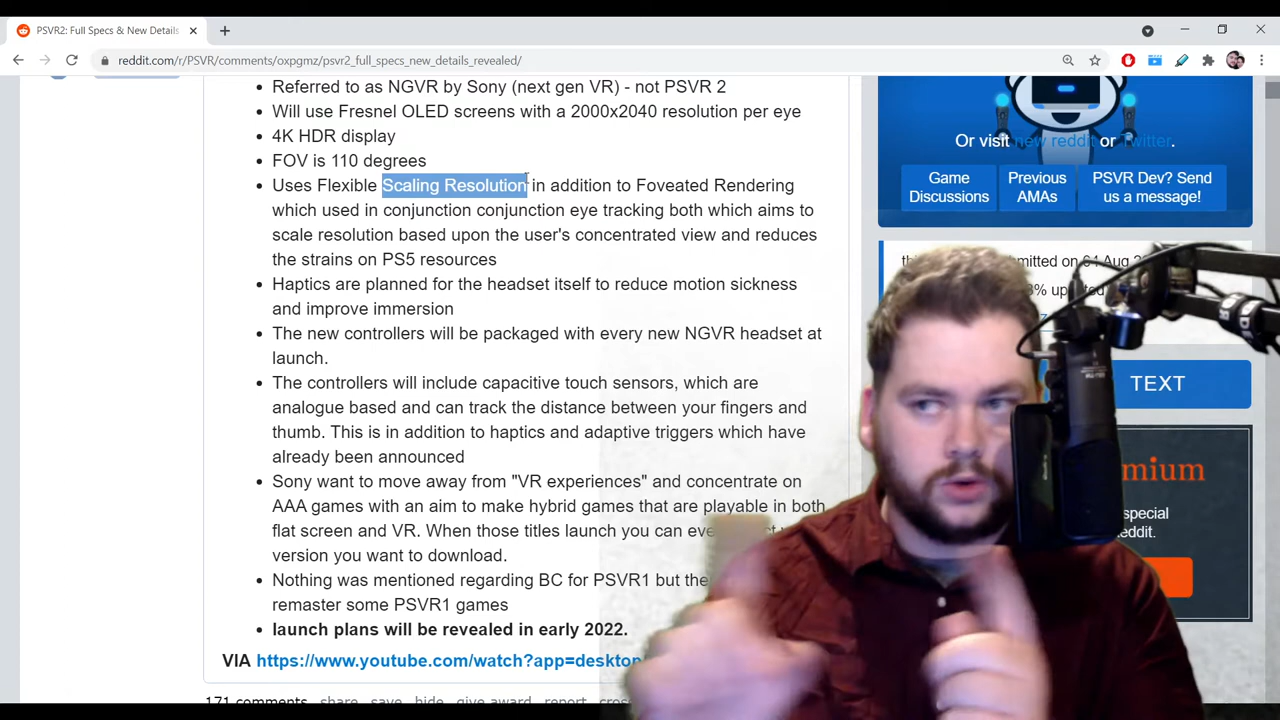 PSVR2: Full Specs & New Details
reddit.com/r/PSVR/comments/oxpgmz/psvr2_full_specs_new_details_revealed/
Referred to as NGVR by Sony (next gen VR) - not PSVR 2
Will use Fresnel OLED screens with a 2000x2040 resolution per eye
4K HDR display
FOV is 110 degrees
Uses Flexible Scaling Resolution in addition to Foveated Rendering
which used in conjunction conjunction eye tracking both which aims to
scale resolution based upon the user's concentrated view and reduces
the strains on PS5 resources
Haptics are planned for the headset itself to reduce motion sickness
and improve immersion
The new controllers will be packaged with every new NGVR headset at
launch.
The controllers will include capacitive touch sensors, which are
analogue based and can track the distance between your fingers and
thumb. This is in addition to haptics and adaptive triggers which have
already been announced
Sony want to move away from "VR experiences" and concentrate on
AAA games with an aim to make hybrid games that are playable in both
flat screen and VR. When those titles launch you can
version you want to download.
Nothing was mentioned regarding BC for PSVR1 but
remaster some PSVR1 games
launch plans will be revealed in early 2022.
VIA https://www.youtube.com/watch?app=desktop
171 comments share save hide give award report
Or visit new reddit or Twitter.
Game
Discussions
Previous
AMAs
PSVR Dev? Send
us a message!
TEXT
special